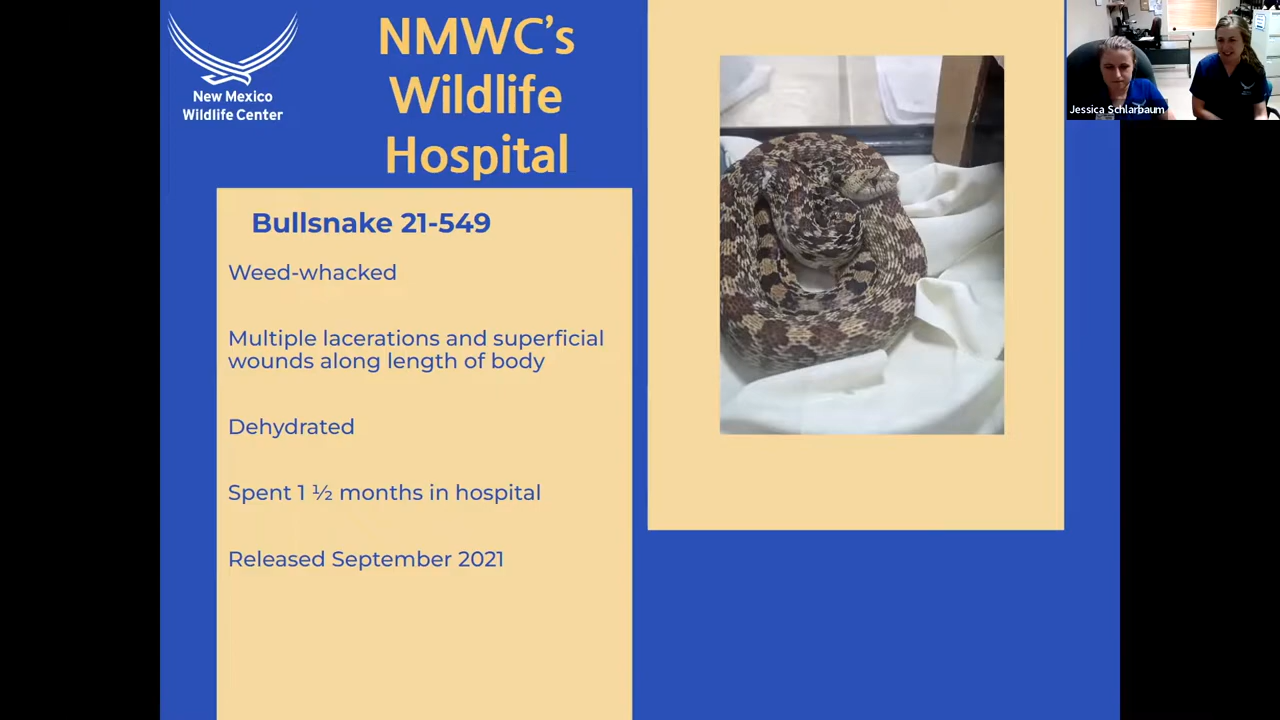 New Mexico
Wildlife Center
NMWC's
Wildlife
Hospital
Bullsnake 21-549
Weed-whacked
Multiple lacerations and superficial
wounds along length of body
Dehydrated
Spent 1 ½ months in hospital
Released September 2021
Jessica Schlarbaum